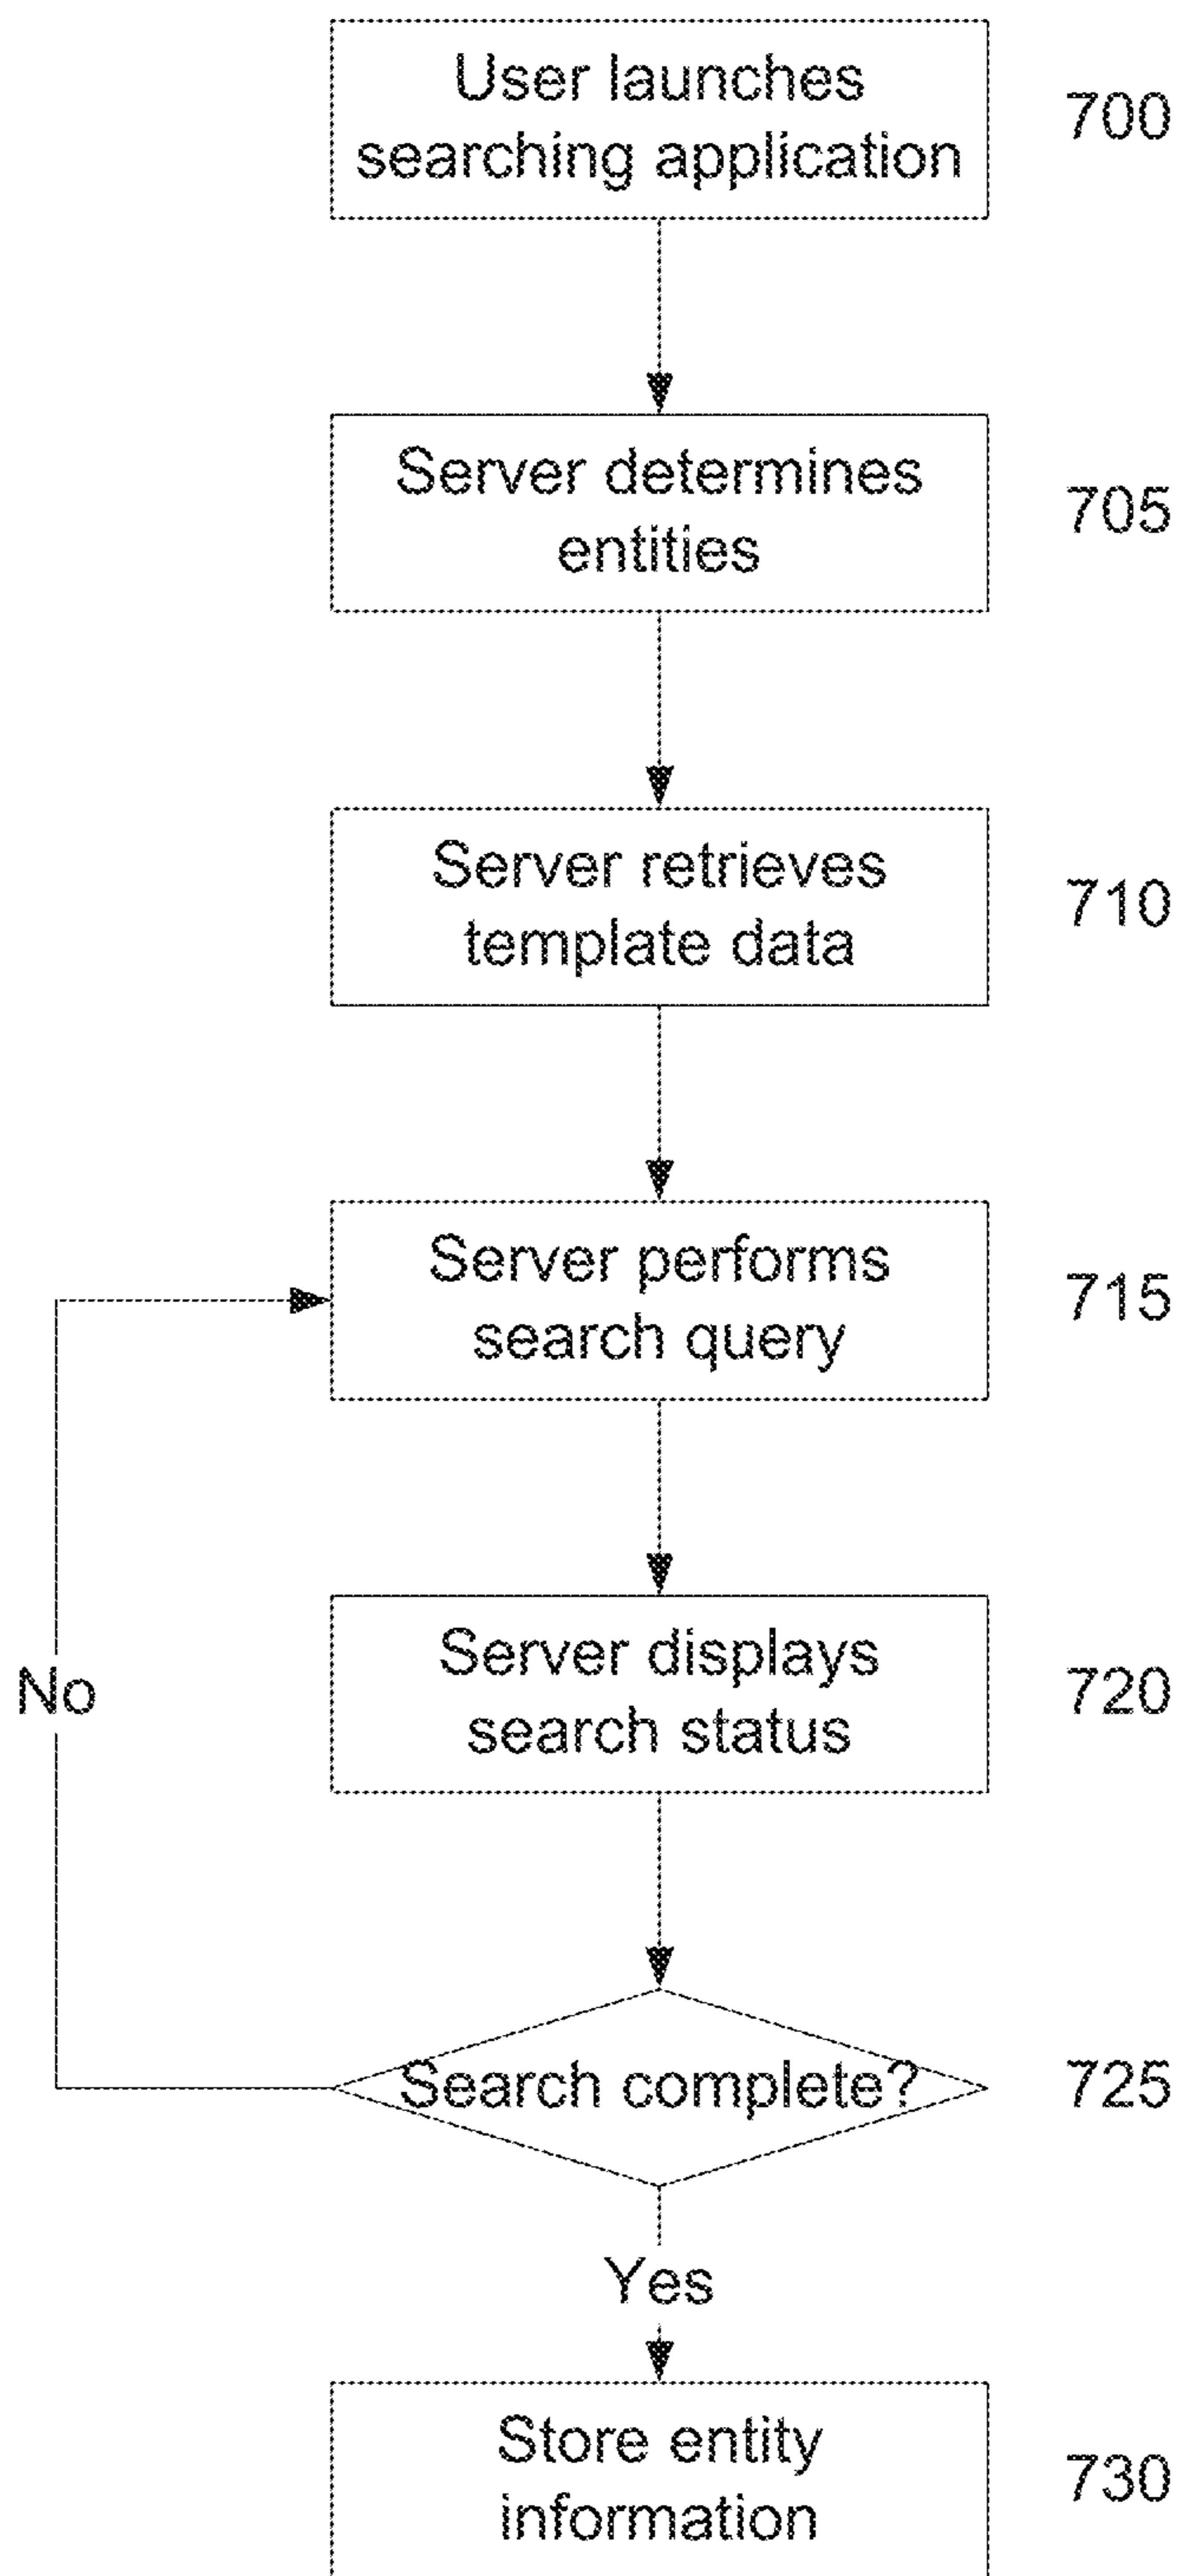 User launches
searching application
700
Server determines
entities
705
Server retrieves
template data
710
Server performs
search query
715
Server displays
search status
720
No
Search complete?
725
Yes
Store entity
information
730